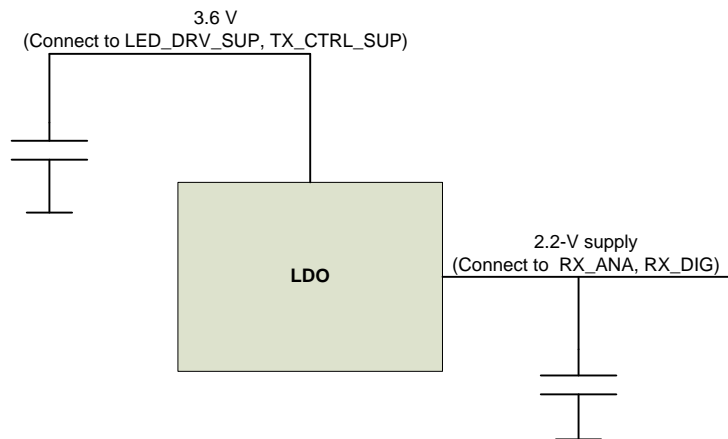 3.6 V
(Connect to LED_DRV_SUP, TX_CTRL_SUP)
LDO
2.2-V supply
(Connect to RX_ANA, RX_DIG)